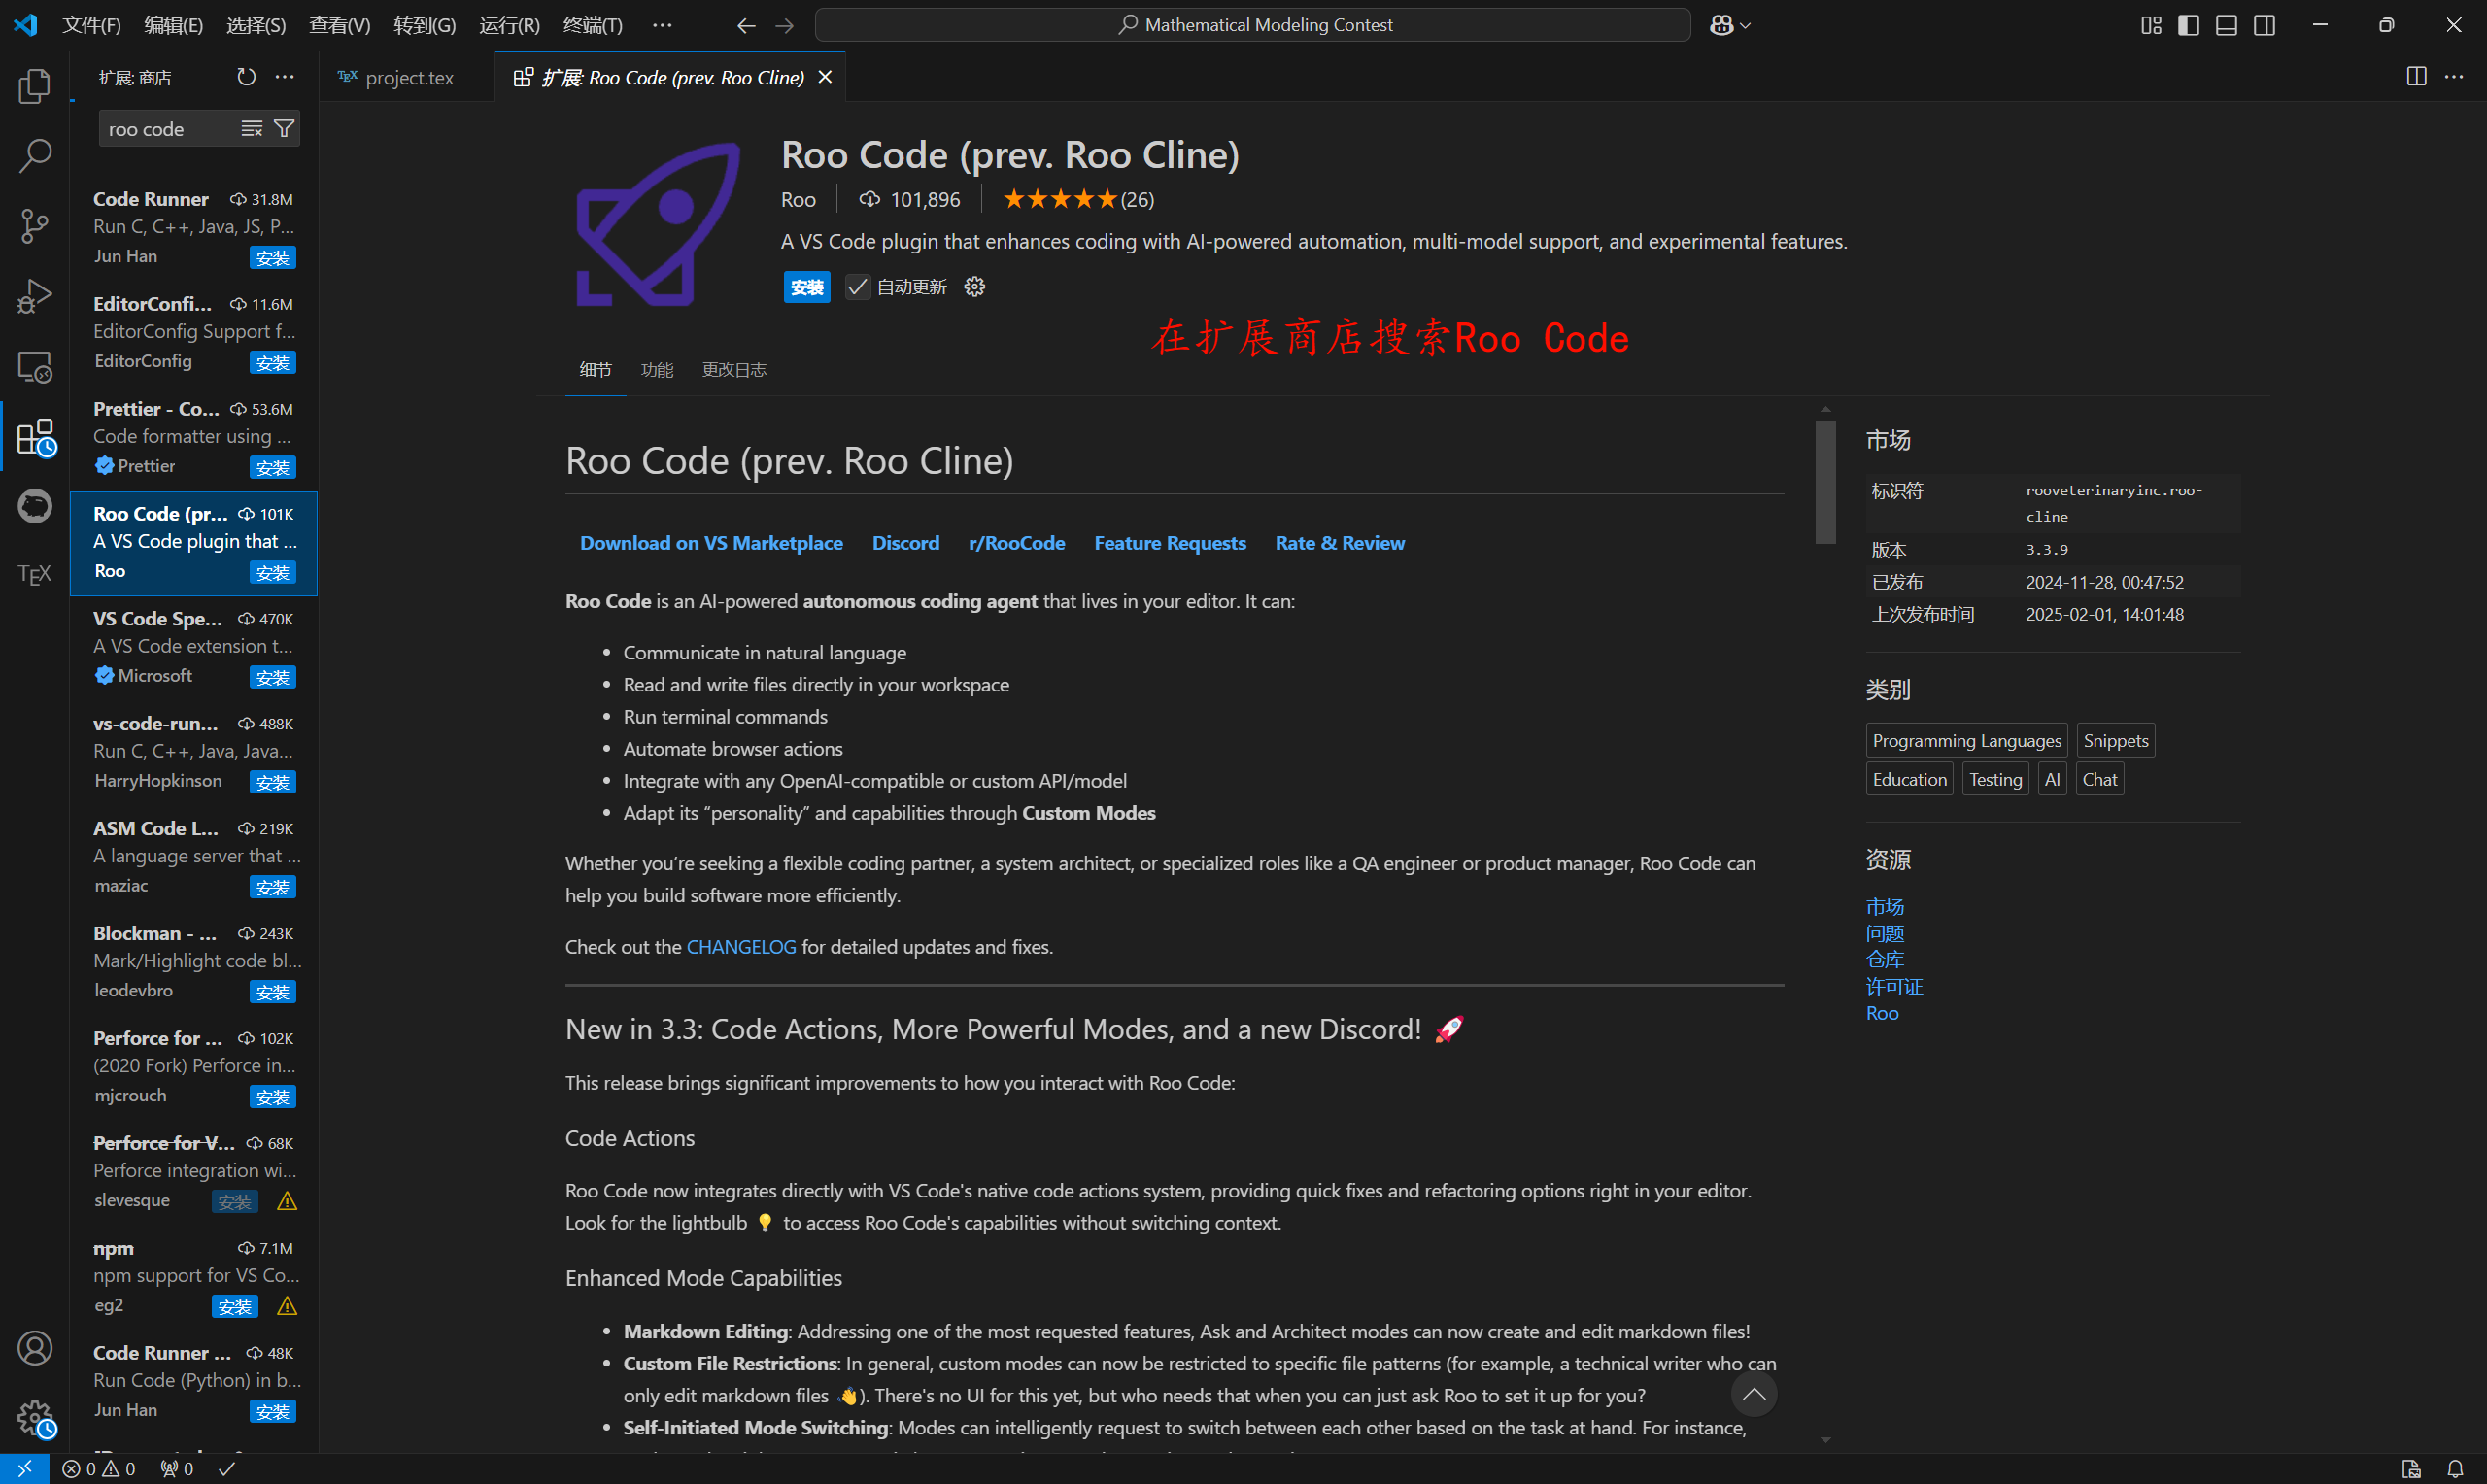 文件(F) 编辑(E) 选择(S) 查看(V) 转到(G) 运行(R) 终端(T) ··· Mathematical Modeling Contest
扩展: 商店
roo code
Code Runner 31.8M
Run C, C++, Java, JS, P...
Jun Han 安装
EditorConfi... 11.6M
EditorConfig Support f...
EditorConfig 安装
Prettier - Co... 53.6M
Code formatter using ...
Prettier 安装
Roo Code (pr... 101K
A VS Code plugin that ...
Roo 安装
VS Code Spe... 470K
A VS Code extension t...
Microsoft 安装
vs-code-run... 488K
Run C, C++, Java, Java...
HarryHopkinson 安装
ASM Code L... 219K
A language server that ...
maziac 安装
Blockman - ... 243K
Mark/Highlight code bl...
leodevbro 安装
Perforce for ... 102K
(2020 Fork) Perforce in...
mjcrouch 安装
Perforce for V... 68K
Perforce integration wi...
slevesque 安装
npm 7.1M
npm support for VS Co...
eg2 安装
Code Runner ... 48K
Run Code (Python) in b...
Jun Han 安装
TEX
TEX project.tex 扩展: Roo Code (prev. Roo Cline)
Roo Code (prev. Roo Cline)
Roo 101,896 ★★★★★(26)
A VS Code plugin that enhances coding with AI-powered automation, multi-model support, and experimental features.
安装 自动更新
在扩展商店搜索Roo Code
细节 功能 更改日志
Roo Code (prev. Roo Cline)
Download on VS Marketplace Discord r/RooCode Feature Requests Rate & Review
Roo Code is an AI-powered autonomous coding agent that lives in your editor. It can:
• Communicate in natural language
• Read and write files directly in your workspace
• Run terminal commands
• Automate browser actions
• Integrate with any OpenAI-compatible or custom API/model
• Adapt its “personality” and capabilities through Custom Modes
Whether you’re seeking a flexible coding partner, a system architect, or specialized roles like a QA engineer or product manager, Roo Code can
help you build software more efficiently.
Check out the CHANGELOG for detailed updates and fixes.
New in 3.3: Code Actions, More Powerful Modes, and a new Discord! 🚀
This release brings significant improvements to how you interact with Roo Code:
Code Actions
Roo Code now integrates directly with VS Code's native code actions system, providing quick fixes and refactoring options right in your editor.
Look for the lightbulb 💡 to access Roo Code's capabilities without switching context.
Enhanced Mode Capabilities
• Markdown Editing: Addressing one of the most requested features, Ask and Architect modes can now create and edit markdown files!
• Custom File Restrictions: In general, custom modes can now be restricted to specific file patterns (for example, a technical writer who can
only edit markdown files 👋). There's no UI for this yet, but who needs that when you can just ask Roo to set it up for you?
• Self-Initiated Mode Switching: Modes can intelligently request to switch between each other based on the task at hand. For instance,
市场
标识符 rooveterinaryinc.roo-
cline
版本 3.3.9
已发布 2024-11-28, 00:47:52
上次发布时间 2025-02-01, 14:01:48
类别
Programming Languages Snippets
Education Testing AI Chat
资源
市场
问题
仓库
许可证
Roo
0 0 0